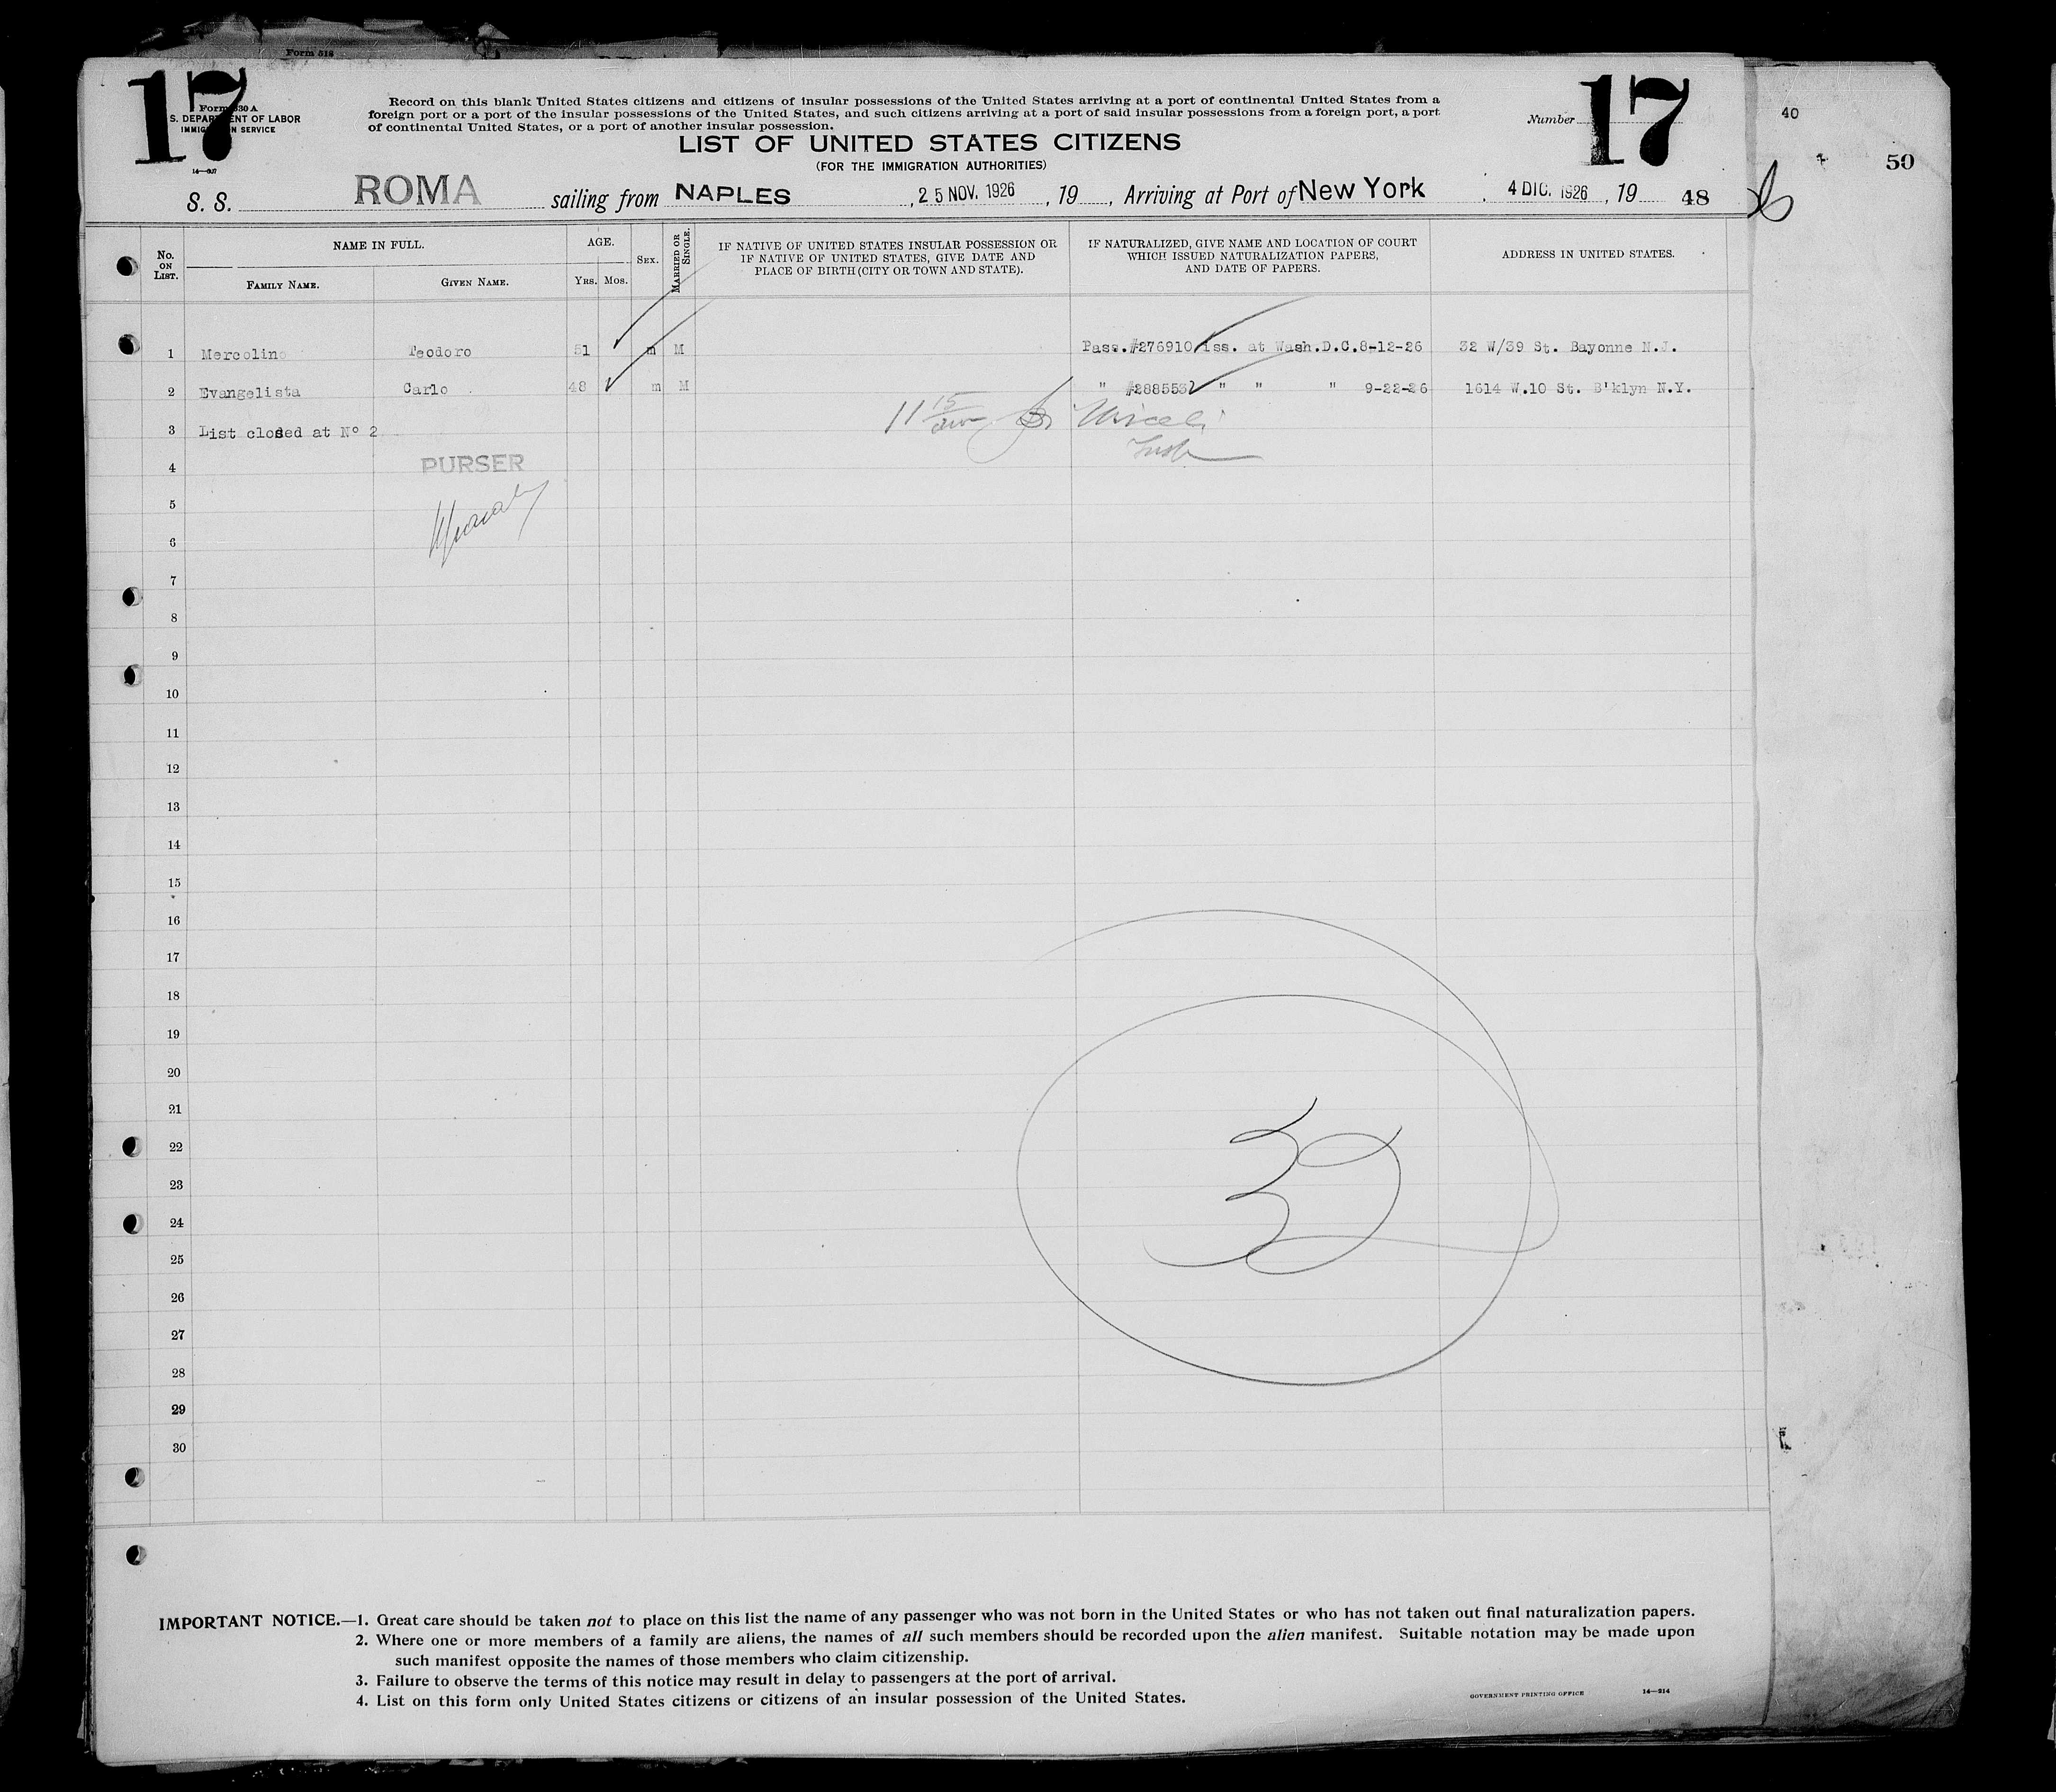 Form 518
17
Form 630 A
S. DEPARTMENT OF LABOR
IMMIGRATION SERVICE
14—307
Record on this blank United States citizens and citizens of insular possessions of the United States arriving at a port of continental United States from a
foreign port or a port of the insular possessions of the United States, and such citizens arriving at a port of said insular possessions from a foreign port, a port
of continental United States, or a port of another insular possession.
Number 17
40
50
LIST OF UNITED STATES CITIZENS
(FOR THE IMMIGRATION AUTHORITIES)
S. S. ROMA sailing from NAPLES , 25 NOV. 1926 , 19 , Arriving at Port of New York 4 DIC. 1926 , 19 48
No. ON LIST.
NAME IN FULL.
FAMILY NAME.
GIVEN NAME.
AGE.
YRS. MOS.
SEX.
MARRIED OR SINGLE.
IF NATIVE OF UNITED STATES INSULAR POSSESSION OR
IF NATIVE OF UNITED STATES, GIVE DATE AND
PLACE OF BIRTH (CITY OR TOWN AND STATE).
IF NATURALIZED, GIVE NAME AND LOCATION OF COURT
WHICH ISSUED NATURALIZATION PAPERS,
AND DATE OF PAPERS.
ADDRESS IN UNITED STATES.
1 Mercolino Teodoro 51 m M Pass.#276910 iss. at Wash.D.C.8-12-26 32 W/39 St. Bayonne N.J.
2 Evangelista Carlo 48 m M " #288553 " " " 9-22-26 1614 W.10 St. B'klyn N.Y.
3 List closed at Nº 2
11 15
4 PURSER
5
6
7
8
9
10
11
12
13
14
15
16
17
18
19
20
21
22
23
24
25
26
27
28
29
30
IMPORTANT NOTICE.—1. Great care should be taken not to place on this list the name of any passenger who was not born in the United States or who has not taken out final naturalization papers.
2. Where one or more members of a family are aliens, the names of all such members should be recorded upon the alien manifest. Suitable notation may be made upon
such manifest opposite the names of those members who claim citizenship.
3. Failure to observe the terms of this notice may result in delay to passengers at the port of arrival.
4. List on this form only United States citizens or citizens of an insular possession of the United States.
GOVERNMENT PRINTING OFFICE 14—314